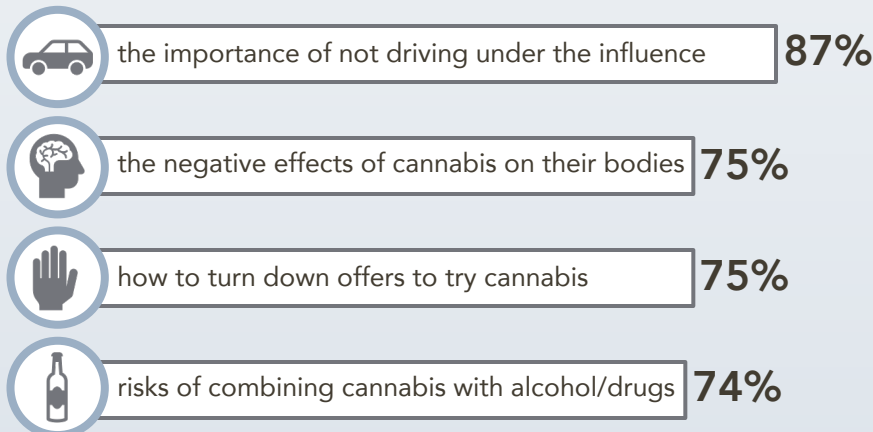 the importance of not driving under the influence 87%
the negative effects of cannabis on their bodies 75%
how to turn down offers to try cannabis 75%
risks of combining cannabis with alcohol/drugs 74%